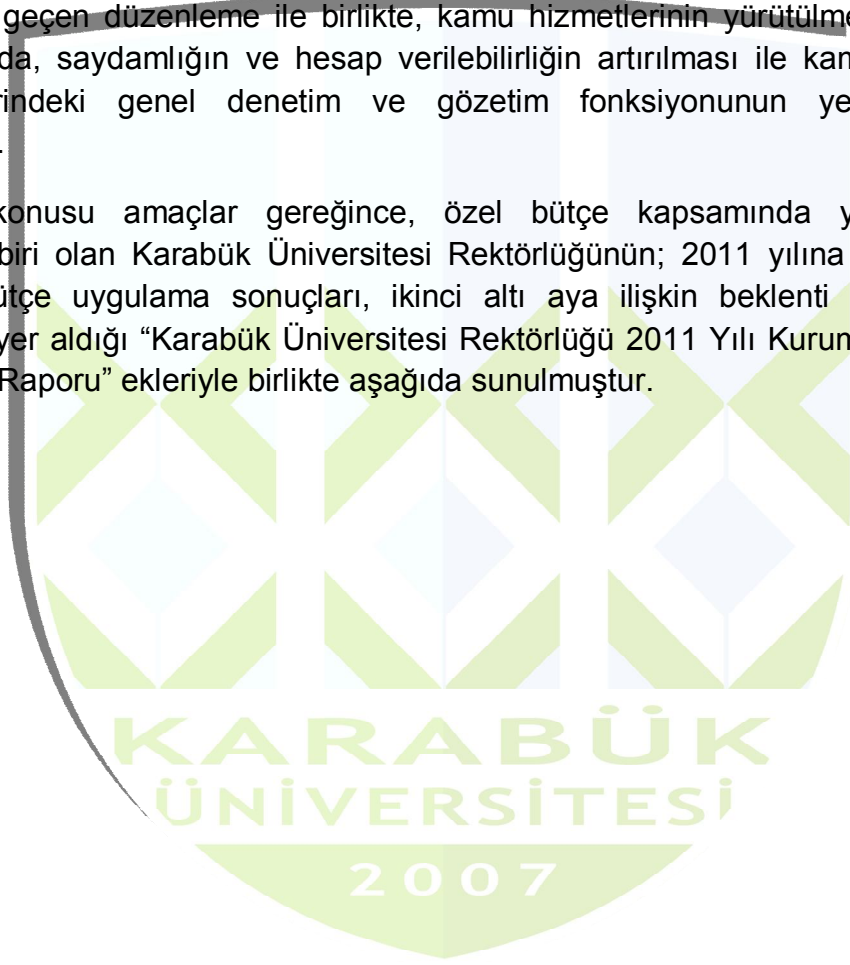 geçen düzenleme ile birlikte, kamu hizmetlerinin yürütülme
da, saydamlığın ve hesap verilebilirliğin artırılması ile kam
rindeki genel denetim ve gözetim fonksiyonunun ye
.
konusu amaçlar gereğince, özel bütçe kapsamında y
biri olan Karabük Üniversitesi Rektörlüğünün; 2011 yılına
ütçe uygulama sonuçları, ikinci altı aya ilişkin beklenti
yer aldığı “Karabük Üniversitesi Rektörlüğü 2011 Yılı Kurum
Raporu” ekleriyle birlikte aşağıda sunulmuştur.
KARABÜK
ÜNİVERSİTESİ
2007